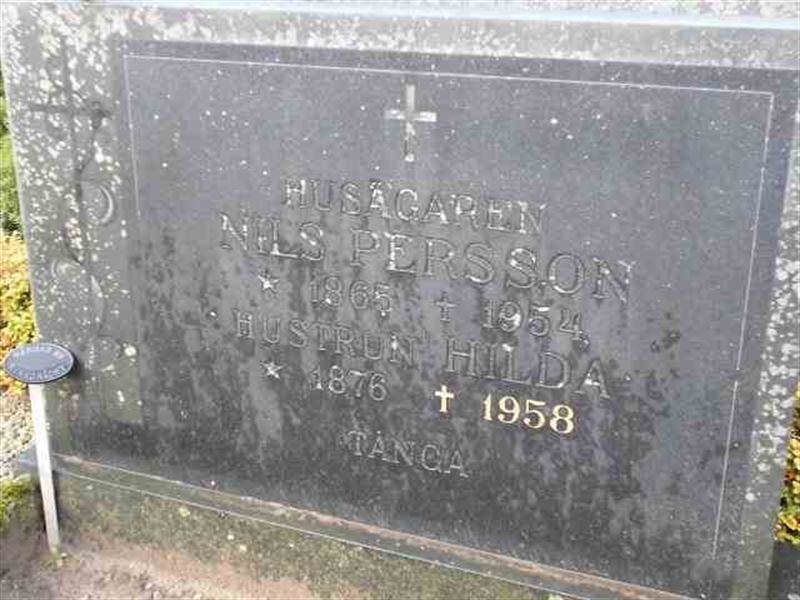 HUSÄGAREN
NILS PERSSON
* 1865 † 1954
HUSTRUN HILDA
* 1876 † 1958
TÅNGA